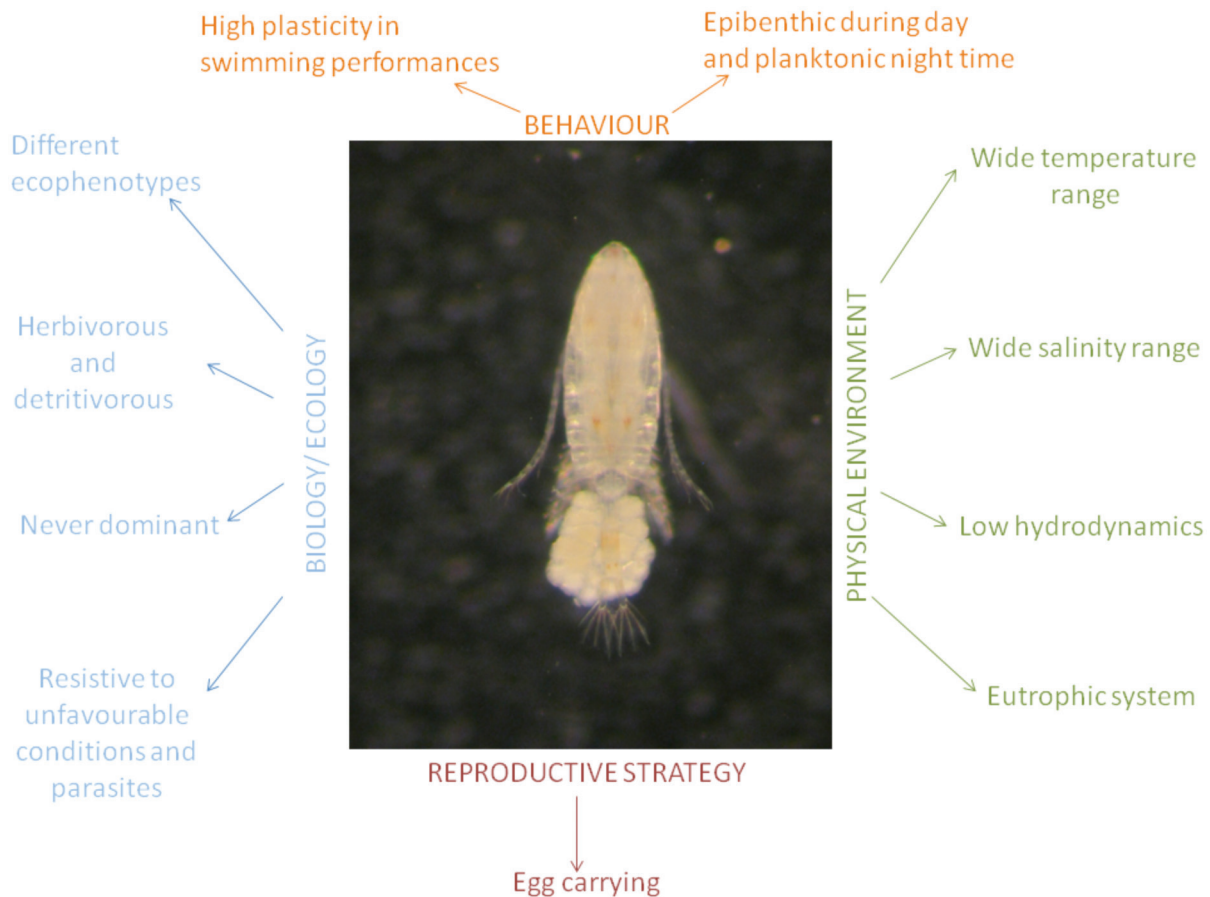 High plasticity in
swimming performances
Epibenthic during day
and planktonic night time
BEHAVIOUR
Different
ecophenotypes
Herbivorous
and
detritivorous
Never dominant
Resistive to
unfavourable
conditions and
parasites
BIOLOGY/ ECOLOGY
PHYSICAL ENVIRONMENT
Wide temperature
range
Wide salinity range
Low hydrodynamics
Eutrophic system
REPRODUCTIVE STRATEGY
Egg carrying